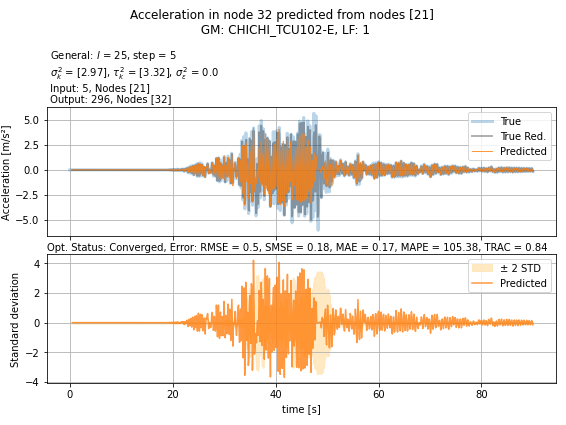 Acceleration in node 32 predicted from nodes [21]
GM: CHICHI_TCU102-E, LF: 1
General: l = 25, step = 5
σ²ₖ = [2.97], τ²ₖ = [3.32], σ²ε = 0.0
Input: 5, Nodes [21]
Output: 296, Nodes [32]
Acceleration [m/s²]
5.0
2.5
0.0
−2.5
−5.0
True
True Red.
Predicted
Opt. Status: Converged, Error: RMSE = 0.5, SMSE = 0.18, MAE = 0.17, MAPE = 105.38, TRAC = 0.84
Standard deviation
4
2
0
−2
−4
± 2 STD
Predicted
0
20
40
60
80
time [s]